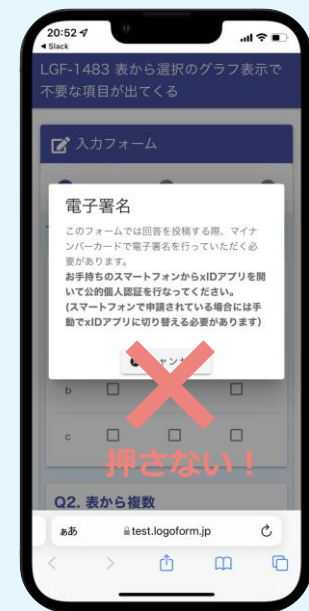 20:52
◀ Slack
LGF-1483 表から選択のグラフ表示で
不要な項目が出てくる
入力フォーム
電子署名
このフォームでは回答を投稿する際、マイナ
ンバーカードで電子署名を行っていただく必
要があります。
お手持ちのスマートフォンからxIDアプリを開
いて公的個人認証を行なってください。
(スマートフォンで申請されている場合には手
動でxIDアプリに切り替える必要があります)
キャンセル
b
c
押さない！
Q2. 表から複数
ああ
test.logoform.jp